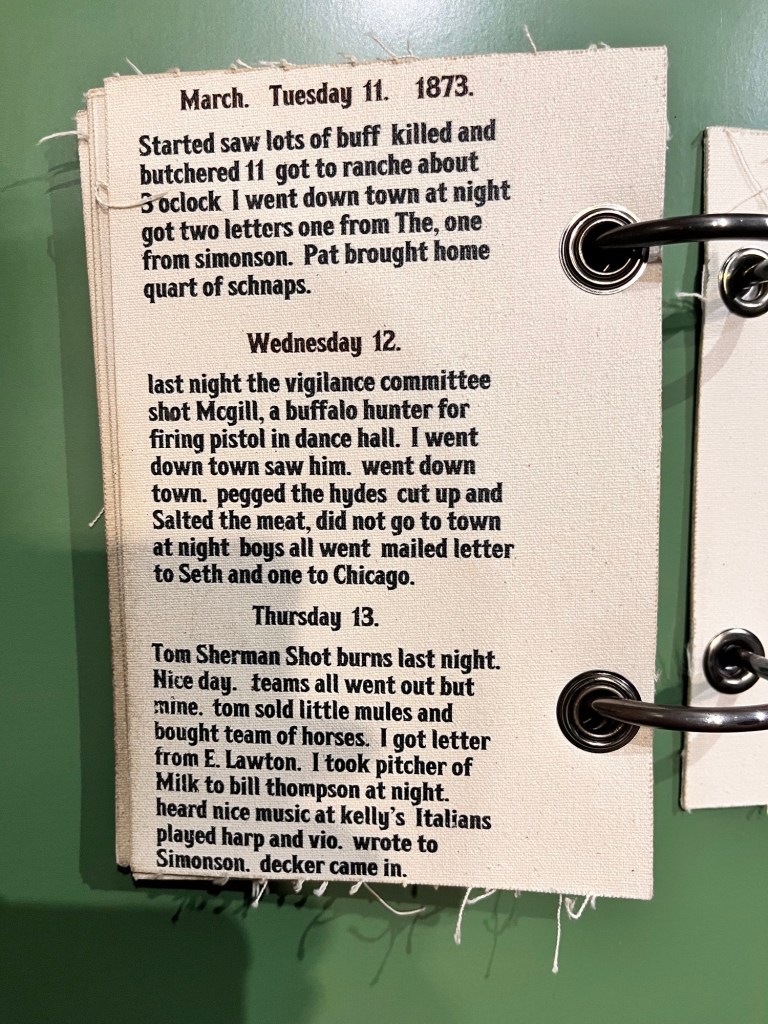 March. Tuesday 11. 1873.
Started saw lots of buff killed and
butchered 11 got to ranche about
3 oclock I went down town at night
got two letters one from The, one
from simonson. Pat brought home
quart of schnaps.
Wednesday 12.
last night the vigilance committee
shot Mcgill, a buffalo hunter for
firing pistol in dance hall. I went
down town saw him. went down
town. pegged the hydes cut up and
Salted the meat, did not go to town
at night boys all went mailed letter
to Seth and one to Chicago.
Thursday 13.
Tom Sherman Shot burns last night.
Nice day. teams all went out but
mine. tom sold little mules and
bought team of horses. I got letter
from E. Lawton. I took pitcher of
Milk to bill thompson at night.
heard nice music at kelly's Italians
played harp and vio. wrote to
Simonson. decker came in.